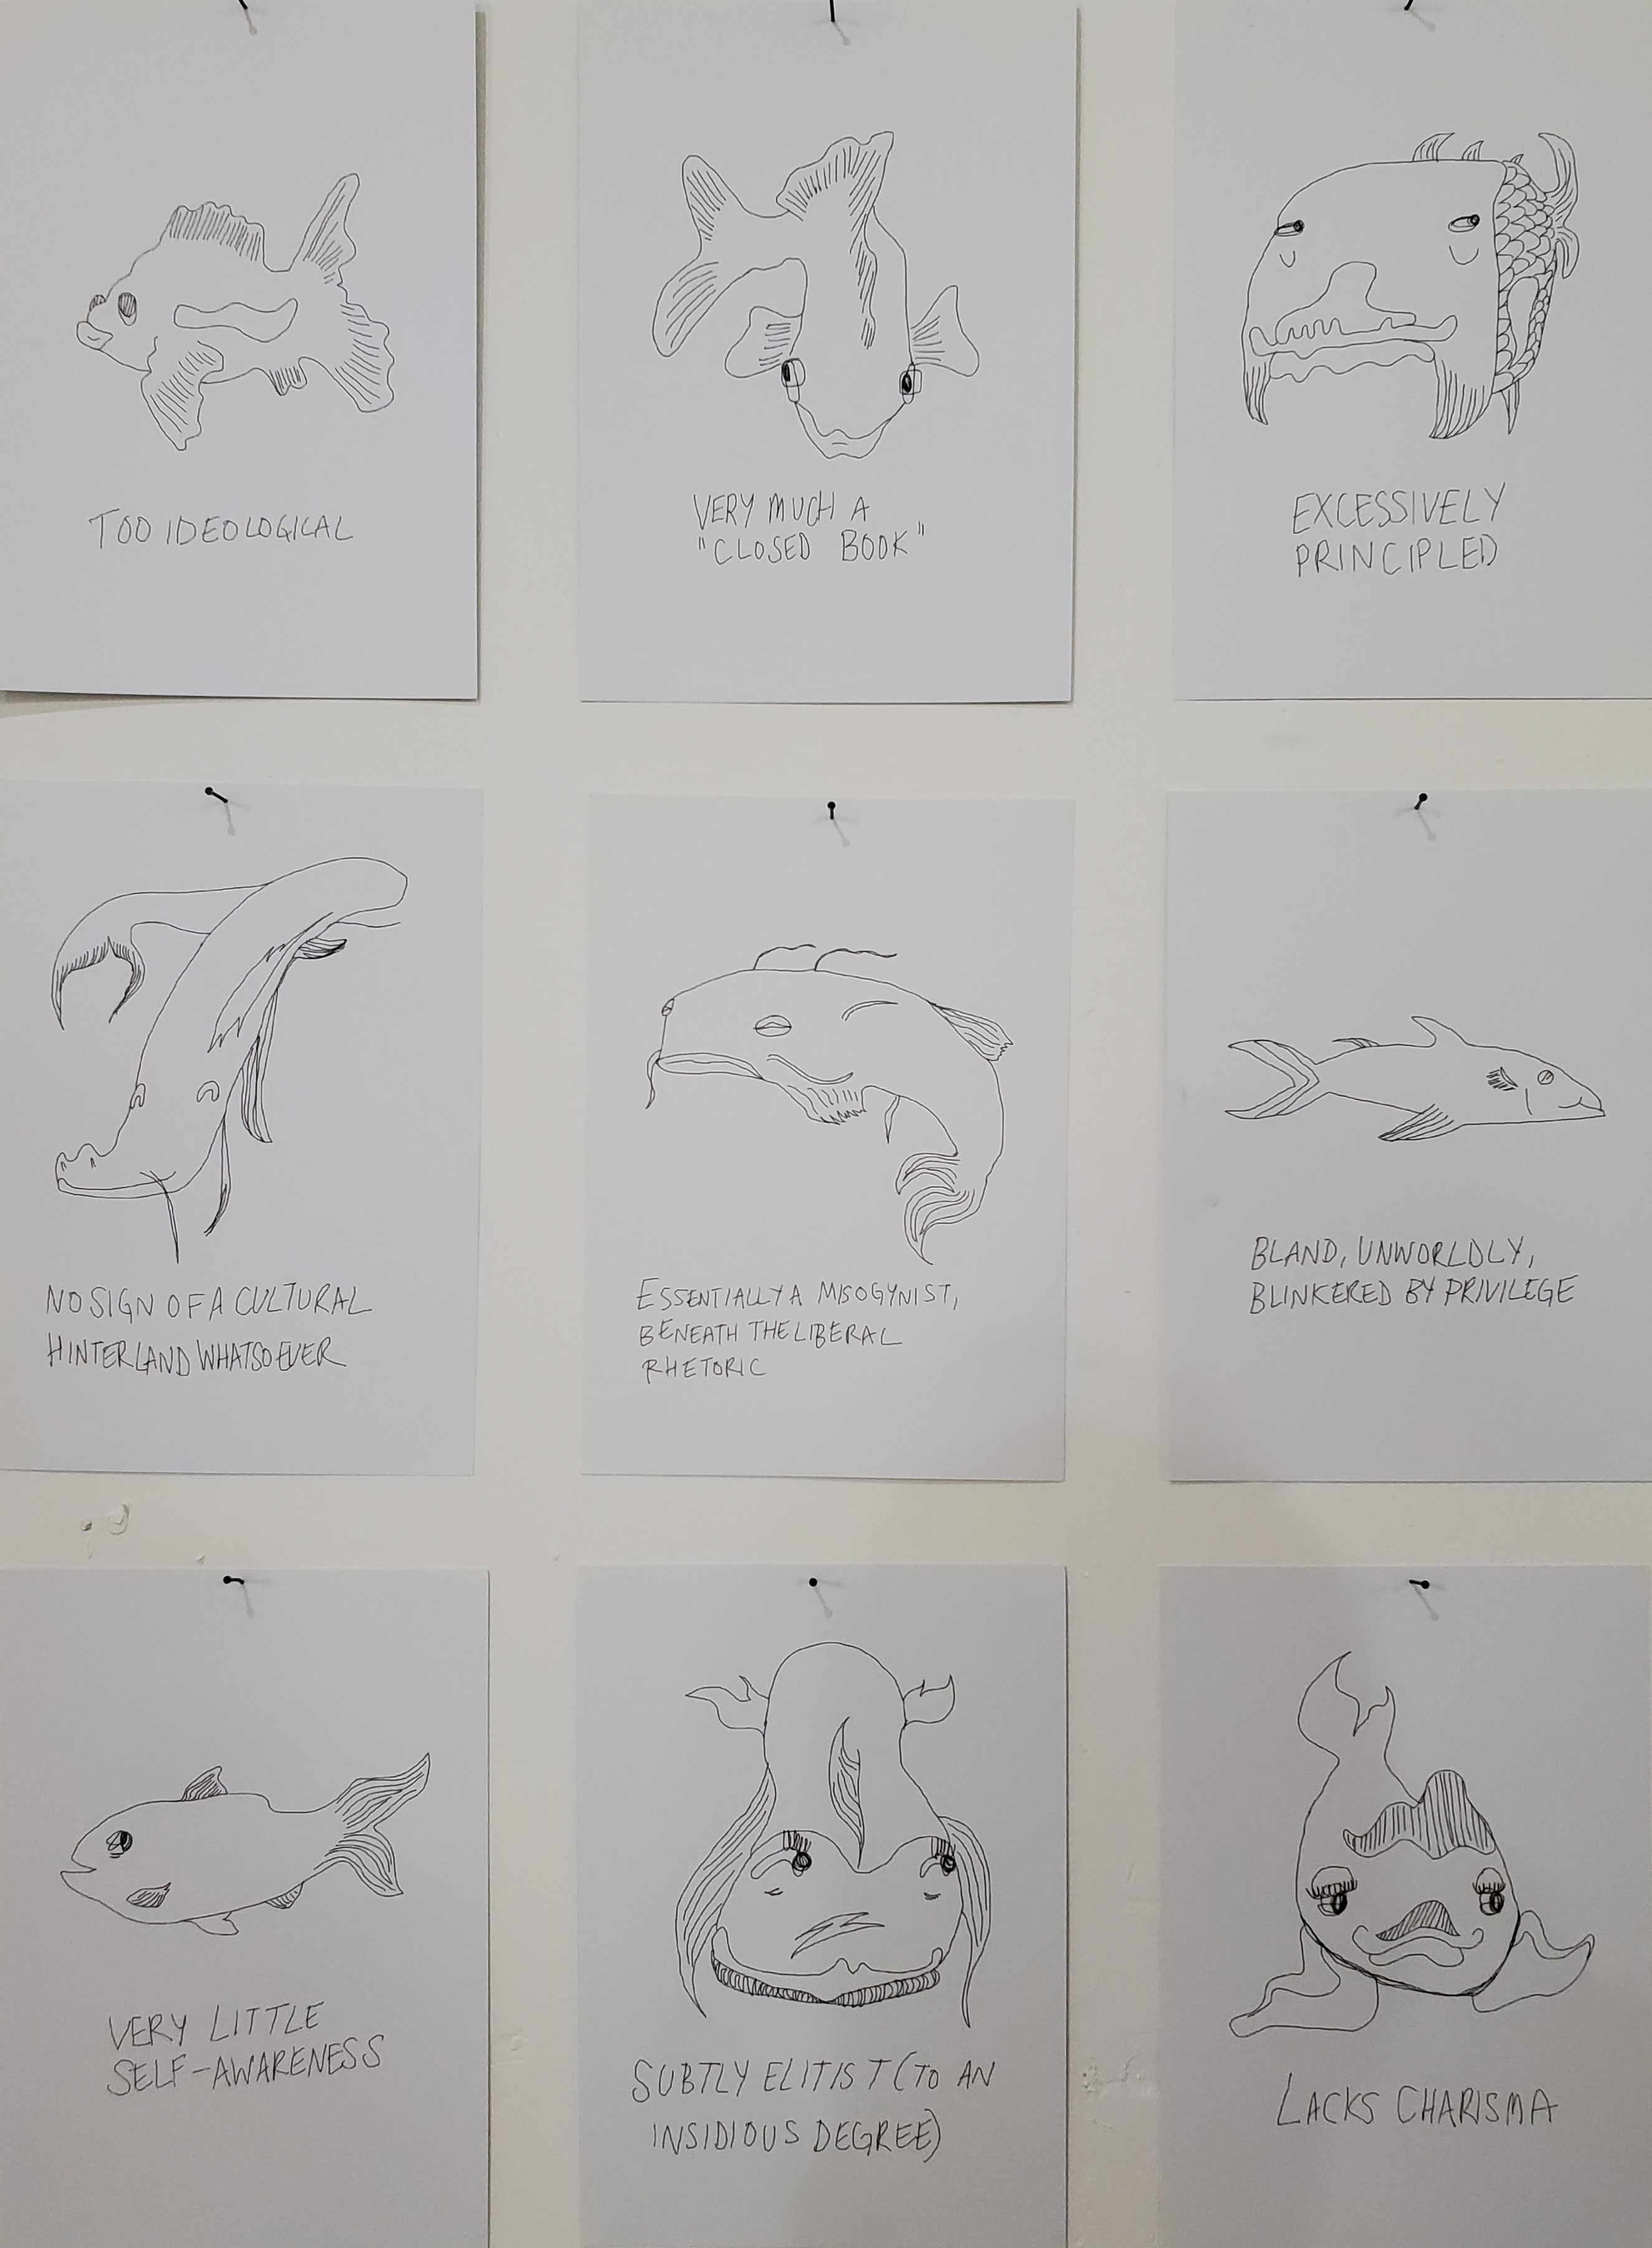 TOO IDEOLOGICAL
VERY MUCH A
"CLOSED BOOK"
EXCESSIVELY
PRINCIPLED
NO SIGN OF A CULTURAL
HINTERLAND WHATSOEVER
ESSENTIALLY A MISOGYNIST,
BENEATH THE LIBERAL
RHETORIC
BLAND, UNWORLDLY,
BLINKERED BY PRIVILEGE
VERY LITTLE
SELF-AWARENESS
SUBTLY ELITIST (TO AN
INSIDIOUS DEGREE)
LACKS CHARISMA